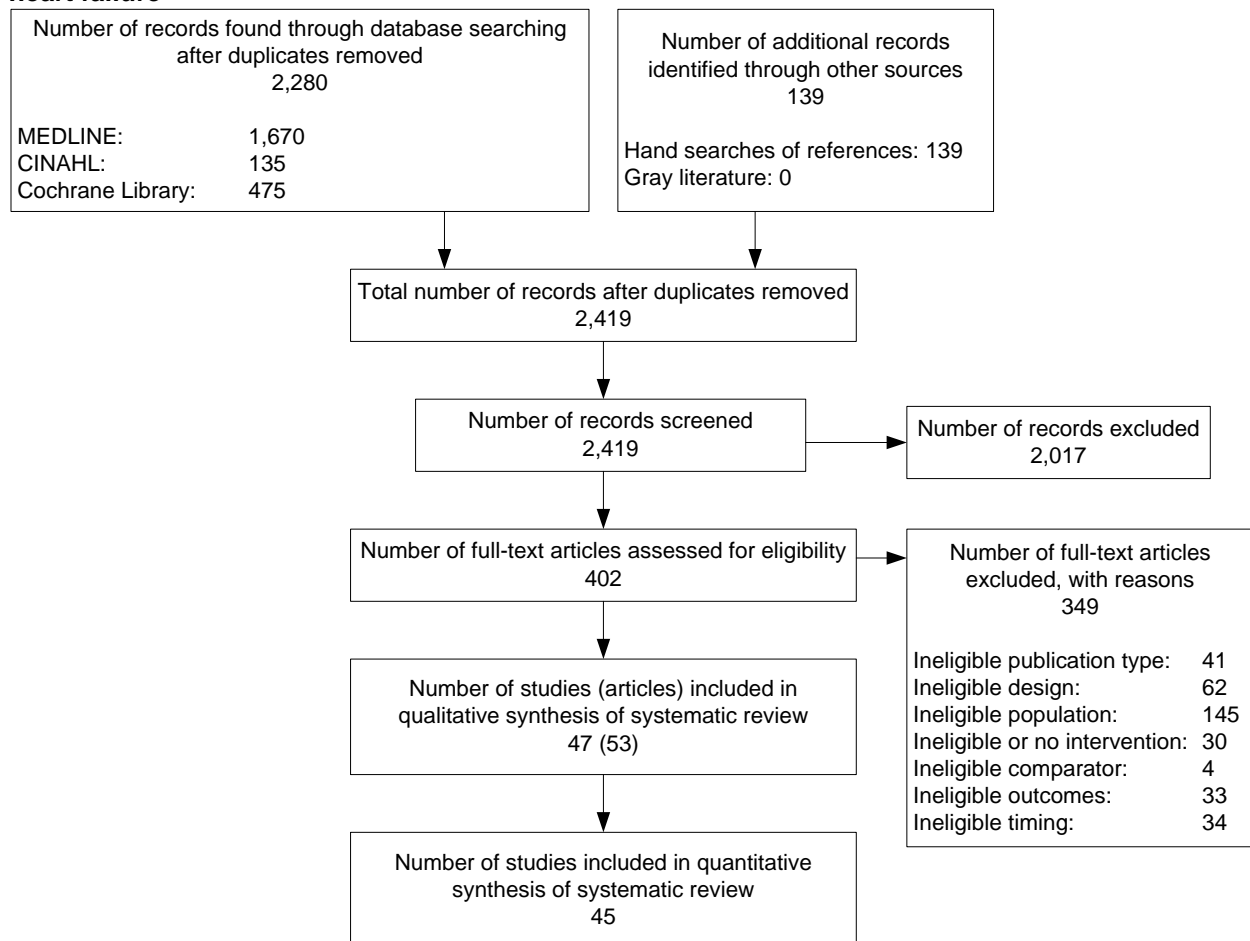 Number of records found through database searching
after duplicates removed
2,280
MEDLINE: 1,670
CINAHL: 135
Cochrane Library: 475
Number of additional records
identified through other sources
139
Hand searches of references: 139
Gray literature: 0
Total number of records after duplicates removed
2,419
Number of records screened
2,419
Number of records excluded
2,017
Number of full-text articles assessed for eligibility
402
Number of full-text articles
excluded, with reasons
349
Ineligible publication type: 41
Ineligible design: 62
Ineligible population: 145
Ineligible or no intervention: 30
Ineligible comparator: 4
Ineligible outcomes: 33
Ineligible timing: 34
Number of studies (articles) included in
qualitative synthesis of systematic review
47 (53)
Number of studies included in quantitative
synthesis of systematic review
45